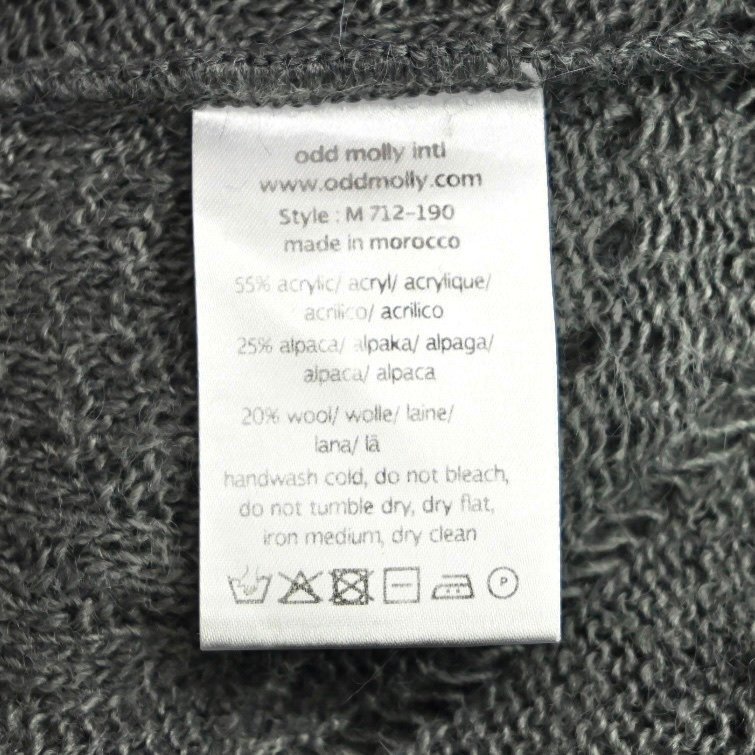 odd molly intl
www.oddmolly.com
Style : M 712-190
made in morocco
55% acrylic/ acryl/ acrylique/
acrilico/ acrilico
25% alpaca/ alpaka/ alpaga/
alpaca/ alpaca
20% wool/ wolle/ laine/
lana/ lã
handwash cold, do not bleach,
do not tumble dry, dry flat,
iron medium, dry clean
P